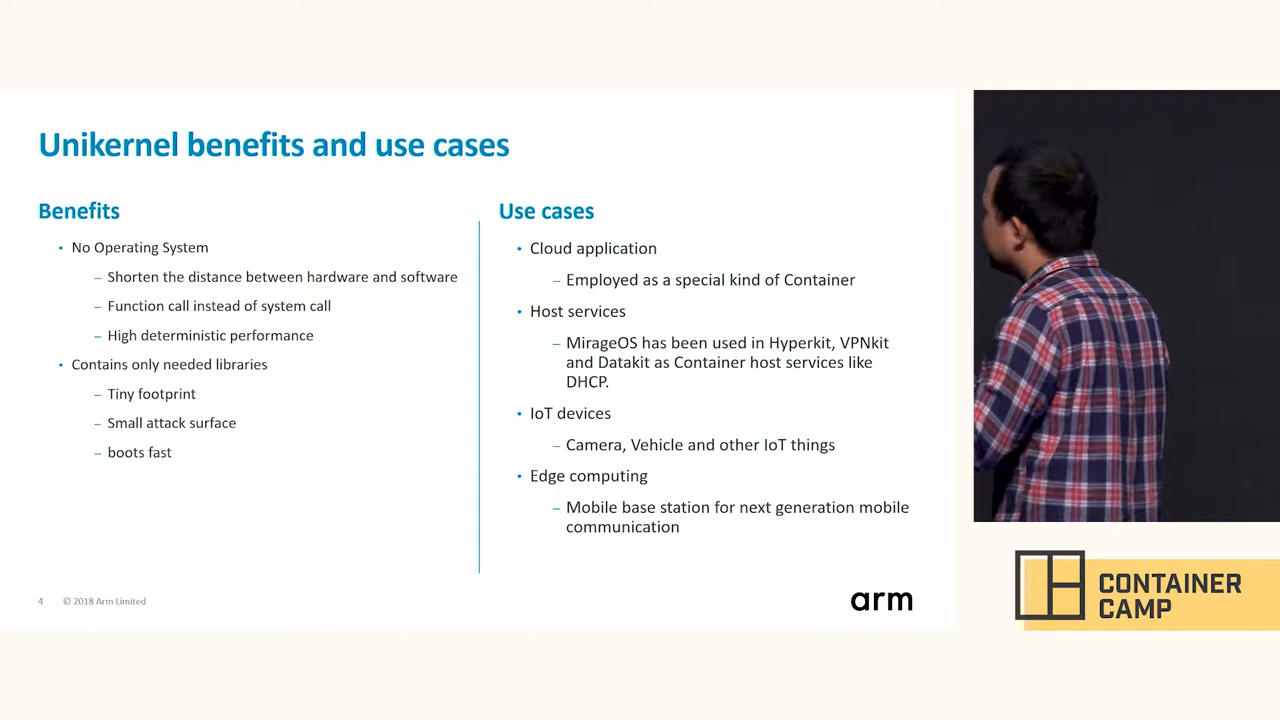 Unikernel benefits and use cases
Benefits
• No Operating System
– Shorten the distance between hardware and software
– Function call instead of system call
– High deterministic performance
• Contains only needed libraries
– Tiny footprint
– Small attack surface
– boots fast
Use cases
• Cloud application
– Employed as a special kind of Container
• Host services
– MirageOS has been used in Hyperkit, VPNkit
and Datakit as Container host services like
DHCP.
• IoT devices
– Camera, Vehicle and other IoT things
• Edge computing
– Mobile base station for next generation mobile
communication
4 © 2018 Arm Limited
arm
CONTAINER
CAMP